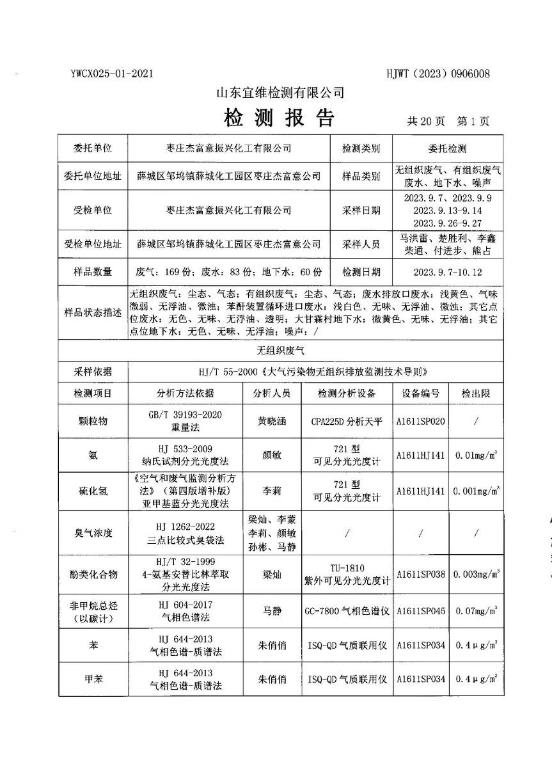 YWCX025-01-2021 HJWT（2023）0906008
山东宜维检测有限公司
检 测 报 告 共 20 页 第 1 页
委托单位 枣庄杰富意振兴化工有限公司 检测类别 委托检测
委托单位地址 薛城区邹坞镇薛城化工园区枣庄杰富意公司 样品类别 无组织废气、有组织废气
废水、地下水、噪声
受检单位 枣庄杰富意振兴化工有限公司 采样日期 2023.9.7、2023.9.9
2023.9.13-9.14
2023.9.26-9.27
受检单位地址 薛城区邹坞镇薛城化工园区枣庄杰富意公司 采样人员 马洪雷、楚胜利、李鑫
柴通、付进步、熊占
样品数量 废气：169 份；废水：83 份；地下水：60 份 检测日期 2023.9.7-10.12
样品状态描述 无组织废气：尘态、气态；有组织废气：尘态、气态；废水排放口废水：浅黄色、气味
微弱、无浮油、微浊；苯酐装置循环进口废水：浅白色、无味、无浮油、微浊；其它点
位废水：无色、无味、无浮油、透明；大甘霖村地下水：微黄色、无味、无浮油；其它
点位地下水：无色、无味、无浮油；噪声：/
无组织废气
采样依据 HJ/T 55-2000《大气污染物无组织排放监测技术导则》
检测项目 分析方法依据 分析人员 检测分析设备 设备编号 检出限
颗粒物 GB/T 39193-2020
重量法 黄晓涵 CPA225D 分析天平 A1611SP020 /
氨 HJ 533-2009
纳氏试剂分光光度法 颜敏 721 型
可见分光光度计 A1611HJ141 0.01mg/m³
硫化氢 《空气和废气监测分析方
法》（第四版增补版）
亚甲基蓝分光光度法 李莉 721 型
可见分光光度计 A1611HJ141 0.001mg/m³
臭气浓度 HJ 1262-2022
三点比较式臭袋法 梁灿、李蒙
李莉、颜敏
孙彬、马静 / / /
酚类化合物 HJ/T 32-1999
4-氨基安替比林萃取
分光光度法 梁灿 TU-1810
紫外可见分光光度计 A1611SP038 0.003mg/m³
非甲烷总烃
（以碳计） HJ 604-2017
气相色谱法 马静 GC-7800 气相色谱仪 A1611SP045 0.07mg/m³
苯 HJ 644-2013
气相色谱-质谱法 朱俏俏 ISQ-QD 气质联用仪 A1611SP034 0.4μg/m³
甲苯 HJ 644-2013
气相色谱-质谱法 朱俏俏 ISQ-QD 气质联用仪 A1611SP034 0.4μg/m³